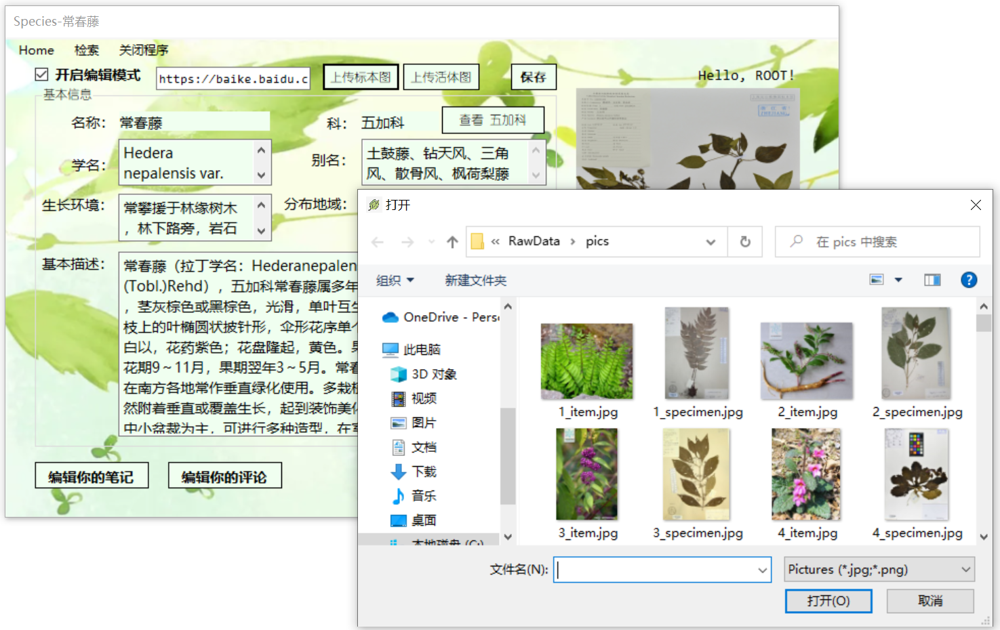 Species-常春藤
Home 检索 关闭程序
开启编辑模式 https://baike.baidu.c 上传标本图 上传活体图 保存 Hello, ROOT!
基本信息
名称： 常春藤 科： 五加科 查看 五加科
学名： Hedera
nepalensis var.
别名： 土鼓藤、钻天风、三角
风、散骨风、枫荷梨藤
生长环境： 常攀援于林缘树木
，林下路旁，岩石
分布地域：
基本描述： 常春藤（拉丁学名：Hederanepalen
(Tobl.)Rehd），五加科常春藤属多年
，茎灰棕色或黑棕色，光滑，单叶互生
枝上的叶椭圆状披针形，伞形花序单个
白以，花药紫色；花盘隆起，黄色。果
花期9～11月，果期翌年3～5月。常春
在南方各地常作垂直绿化使用。多栽植
然附着垂直或覆盖生长，起到装饰美化
中小盆栽为主，可进行多种造型，在室
编辑你的笔记 编辑你的评论
ZHEJIANG
打开
« RawData › pics
在 pics 中搜索
组织 新建文件夹
OneDrive - Pers
此电脑
3D 对象
视频
图片
文档
下载
音乐
桌面
本地磁盘 (C:)
1_item.jpg 1_specimen.jpg 2_item.jpg 2_specimen.jpg
3_item.jpg 3_specimen.jpg 4_item.jpg 4_specimen.jpg
文件名(N): Pictures (*.jpg;*.png)
打开(O) 取消